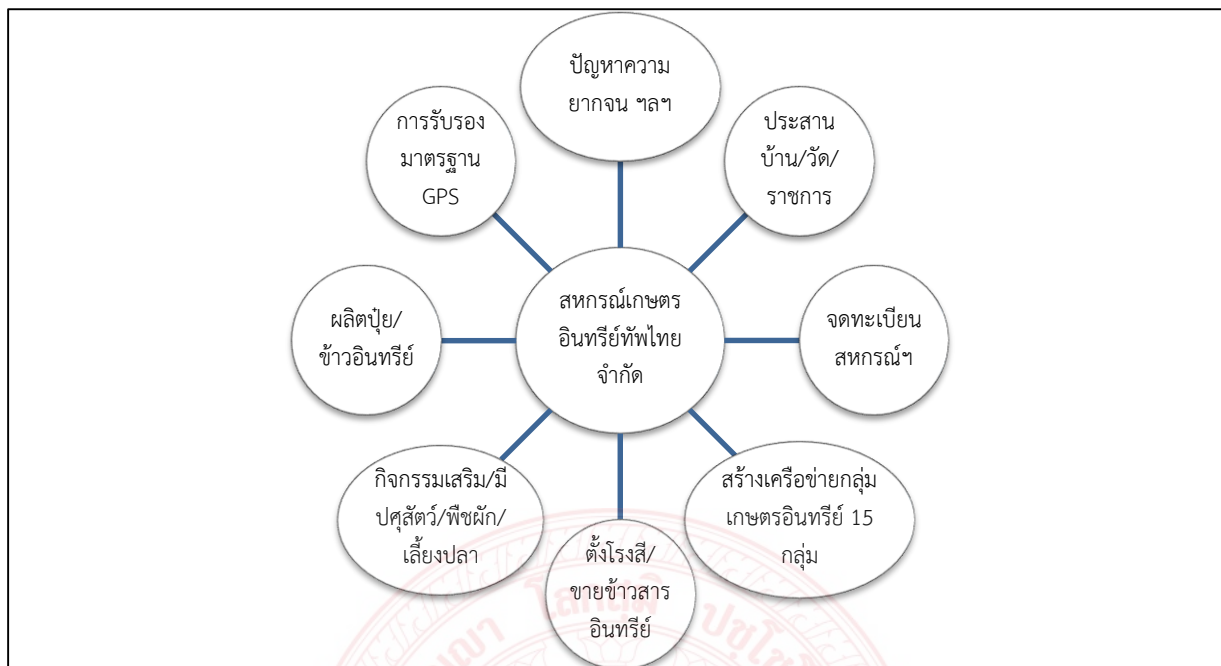 ปัญหาความ
ยากจน ฯลฯ
ประสาน
บ้าน/วัด/
ราชการ
จดทะเบียน
สหกรณ์ฯ
สร้างเครือข่ายกลุ่ม
เกษตรอินทรีย์ 15
กลุ่ม
ตั้งโรงสี/
ขายข้าวสาร
อินทรีย์
กิจกรรมเสริม/มี
ปศุสัตว์/พืชผัก/
เลี้ยงปลา
ผลิตปุ๋ย/
ข้าวอินทรีย์
การรับรอง
มาตรฐาน
GPS
สหกรณ์เกษตร
อินทรีย์ทัพไทย
จำกัด
โลกสฺมิ ปชฺโช